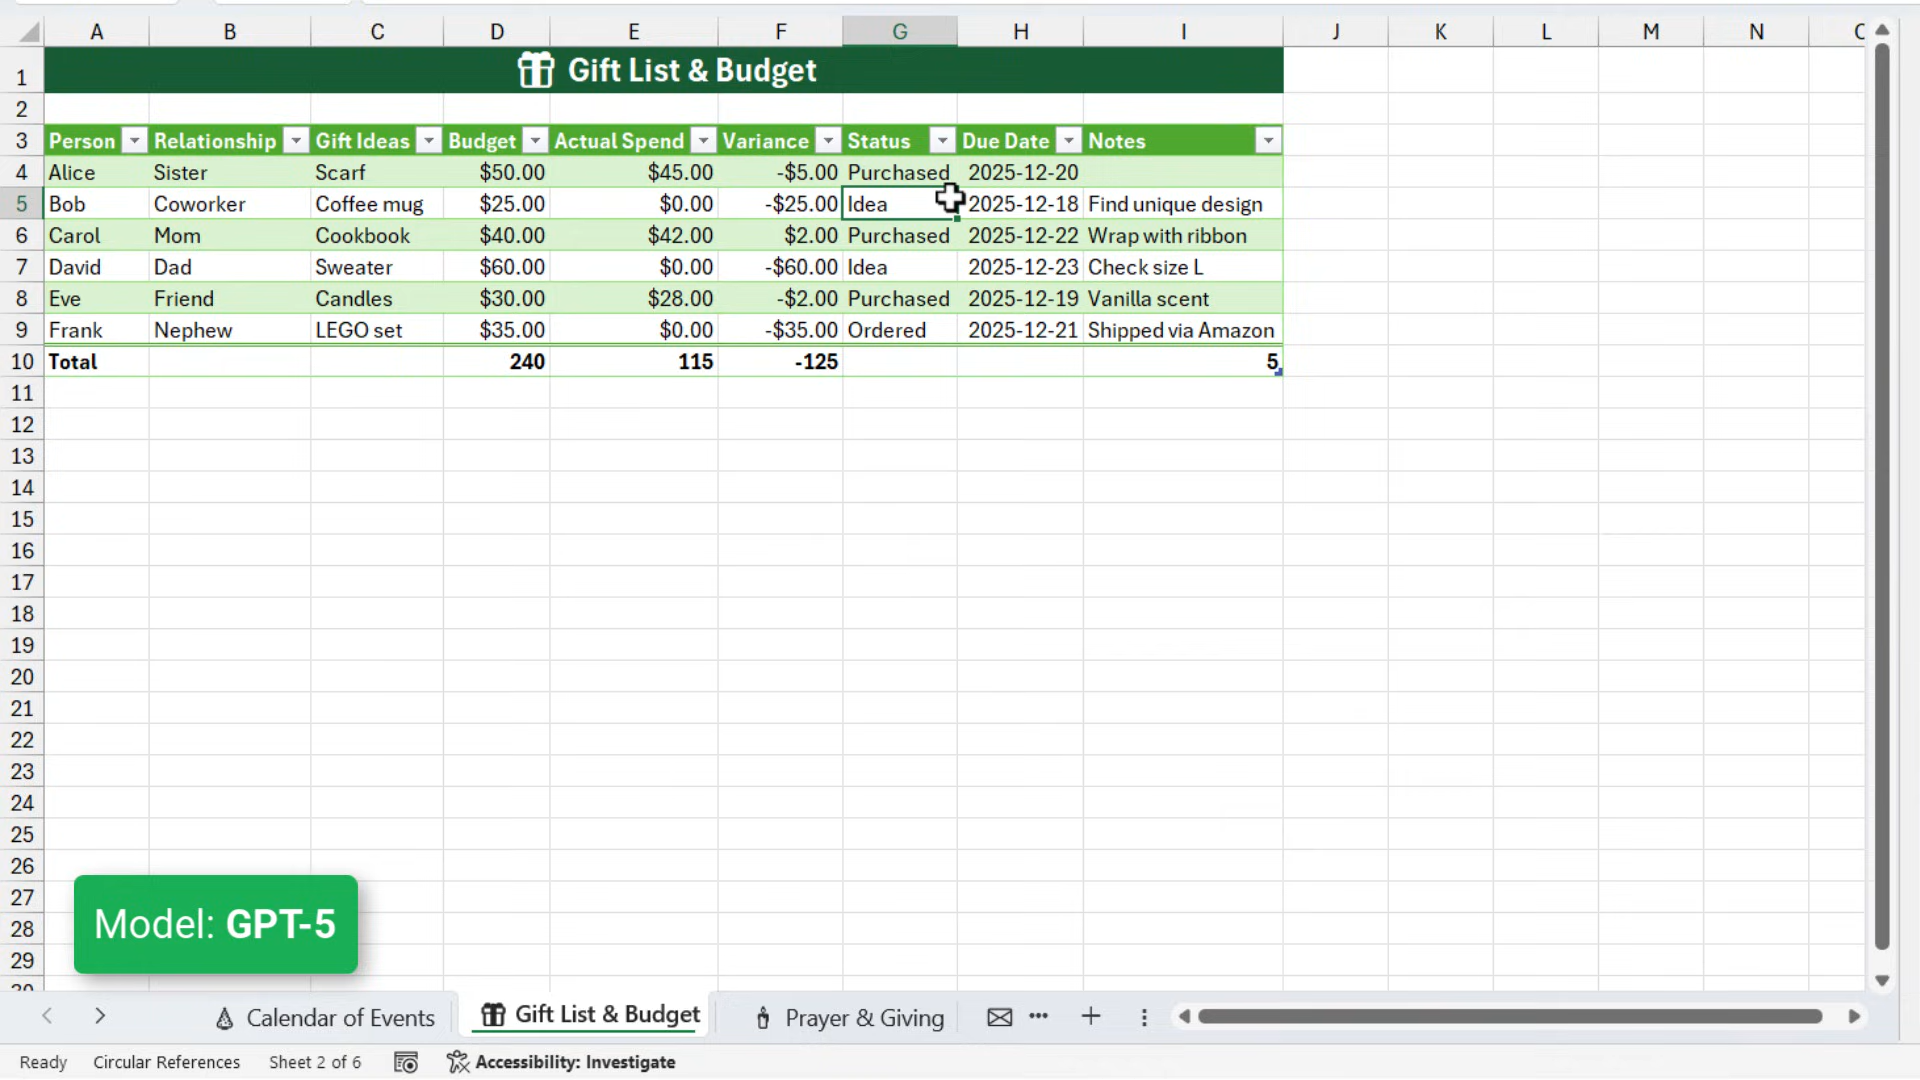 A B C D E F G H I J K L M N
1 Gift List & Budget
2
3 Person Relationship Gift Ideas Budget Actual Spend Variance Status Due Date Notes
4 Alice Sister Scarf $50.00 $45.00 -$5.00 Purchased 2025-12-20
5 Bob Coworker Coffee mug $25.00 $0.00 -$25.00 Idea 2025-12-18 Find unique design
6 Carol Mom Cookbook $40.00 $42.00 $2.00 Purchased 2025-12-22 Wrap with ribbon
7 David Dad Sweater $60.00 $0.00 -$60.00 Idea 2025-12-23 Check size L
8 Eve Friend Candles $30.00 $28.00 -$2.00 Purchased 2025-12-19 Vanilla scent
9 Frank Nephew LEGO set $35.00 $0.00 -$35.00 Ordered 2025-12-21 Shipped via Amazon
10 Total 240 115 -125 5
11
12
13
14
15
16
17
18
19
20
21
22
23
24
25
26
27
28
29
Model: GPT-5
Calendar of Events Gift List & Budget Prayer & Giving
Ready Circular References Sheet 2 of 6 Accessibility: Investigate